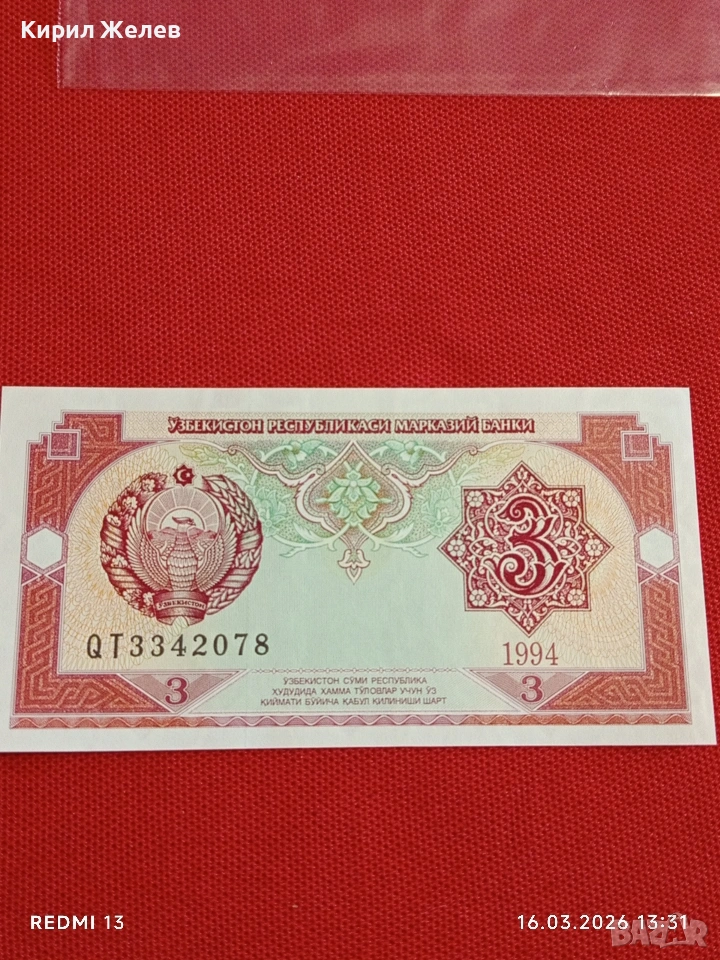 Кирил Желев
ЎЗБЕКИСТОН РЕСПУБЛИКАСИ МАРКАЗИЙ БАНКИ
3
ЎЗБЕКИСТОН
QT3342078
1994
3
3
ЎЗБЕКИСТОН СЎМИ РЕСПУБЛИКА
ҲУДУДИДА ҲАММА ТЎЛОВЛАР УЧУН ЎЗ
ҚИЙМАТИ БЎЙИЧА ҚАБУЛ ҚИЛИНИШИ ШАРТ
REDMI 13
16.03.2026 13:31
BAZAR